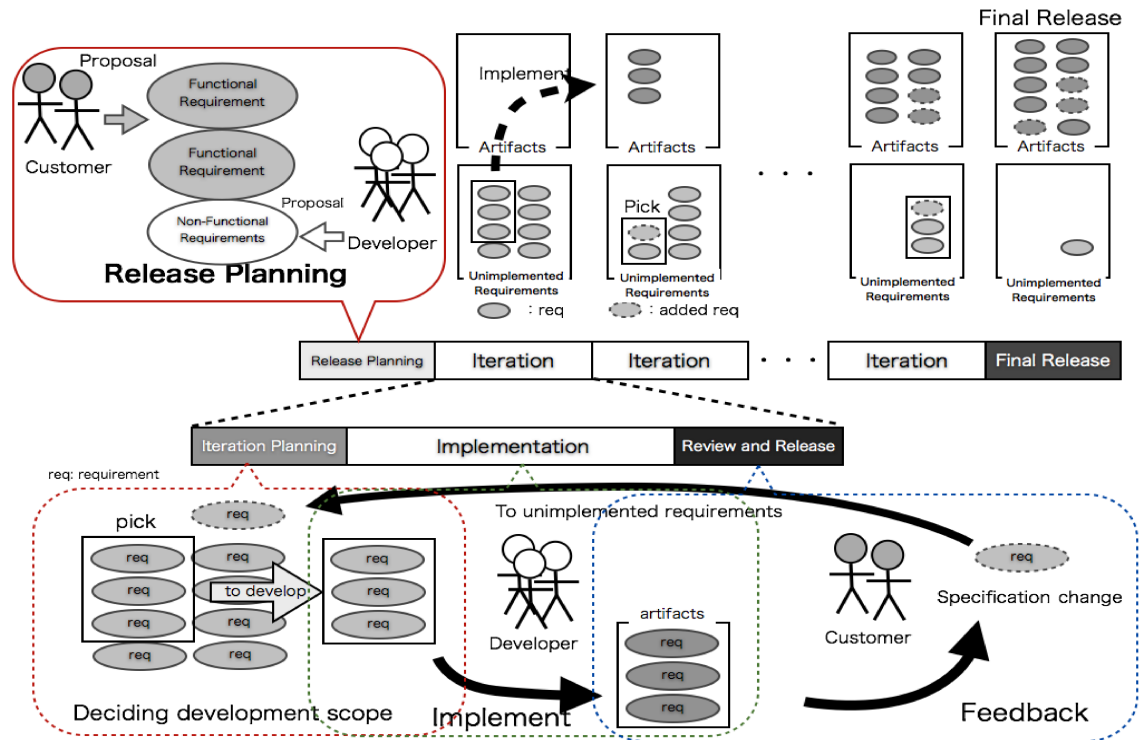 Proposal
Functional
Requirement
Functional
Requirement
Non-Functional
Requirements
Customer
Proposal
Developer
Release Planning
Implement
Artifacts
Artifacts
Artifacts
Final Release
Artifacts
Pick
Unimplemented
Requirements
Unimplemented
Requirements
Unimplemented
Requirements
Unimplemented
Requirements
: req
: added req
. . .
Release Planning
Iteration
Iteration
. . .
Iteration
Final Release
Iteration Planning
Implementation
Review and Release
req: requirement
pick
req
req
req
req
req
req
req
req
to develop
req
req
req
Deciding development scope
To unimplemented requirements
Developer
Implement
artifacts
req
req
req
Customer
req
Specification change
Feedback